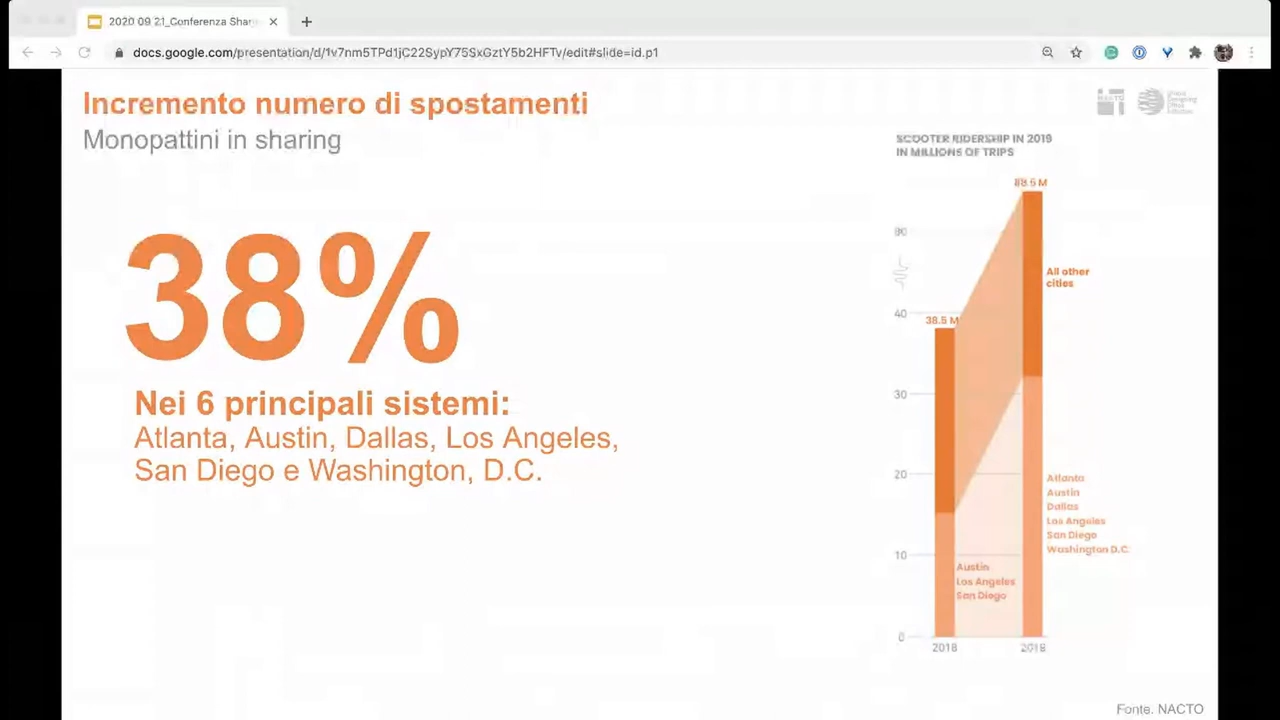 2020 09 21_Conferenza Shar
docs.google.com/presentation/d/1v7nm5TPd1jC22SypY75SxGztY5b2HFTv/edit#slide=id.p1
Incremento numero di spostamenti
Monopattini in sharing
SCOOTER RIDERSHIP IN 2019
IN MILLIONS OF TRIPS
88.5 M
80
38%
All other
cities
40
38.5 M
30
Nei 6 principali sistemi:
Atlanta, Austin, Dallas, Los Angeles,
San Diego e Washington, D.C.
20
Atlanta
Austin
Dallas
Los Angeles
San Diego
Washington D.C.
10
Austin
Los Angeles
San Diego
0
2018
2018
Fonte. NACTO